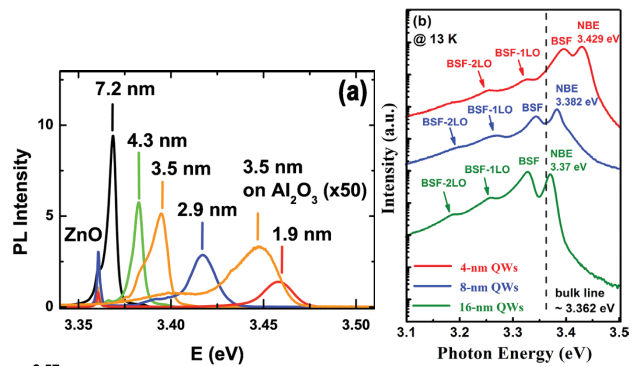 (a)
7.2 nm
4.3 nm
3.5 nm
3.5 nm
on Al₂O₃ (x50)
2.9 nm
1.9 nm
ZnO
PL Intensity
10
5
0
3.35
3.40
3.45
3.50
E (eV)
(b)
@ 13 K
NBE
3.429 eV
BSF
BSF-1LO
BSF-2LO
NBE
3.382 eV
BSF
BSF-1LO
BSF-2LO
NBE
3.37 eV
BSF
BSF-1LO
BSF-2LO
4-nm QWs
8-nm QWs
16-nm QWs
bulk line
~ 3.362 eV
Intensity (a.u.)
3.1
3.2
3.3
3.4
3.5
Photon Energy (eV)